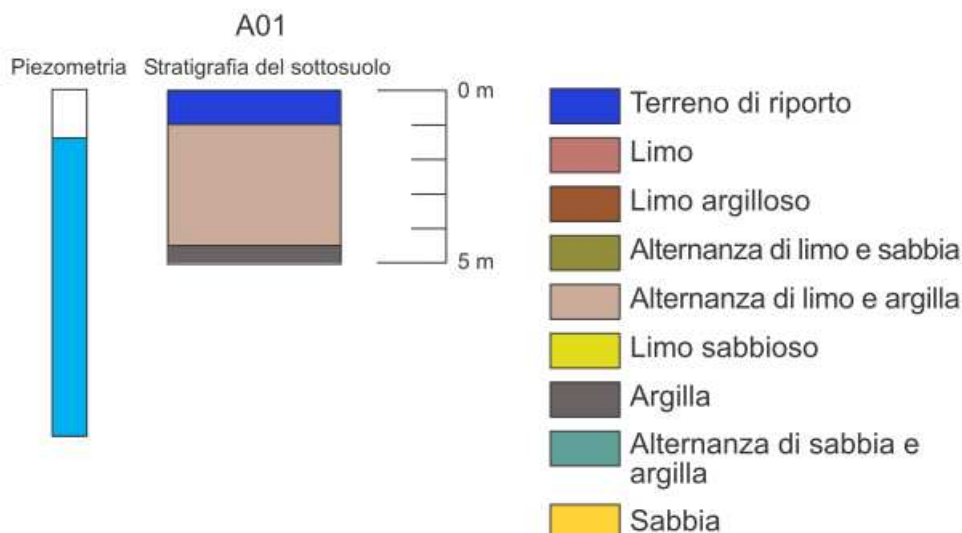 A01
Piezometria
Stratigrafia del sottosuolo
0 m
5 m
Terreno di riporto
Limo
Limo argilloso
Alternanza di limo e sabbia
Alternanza di limo e argilla
Limo sabbioso
Argilla
Alternanza di sabbia e
argilla
Sabbia